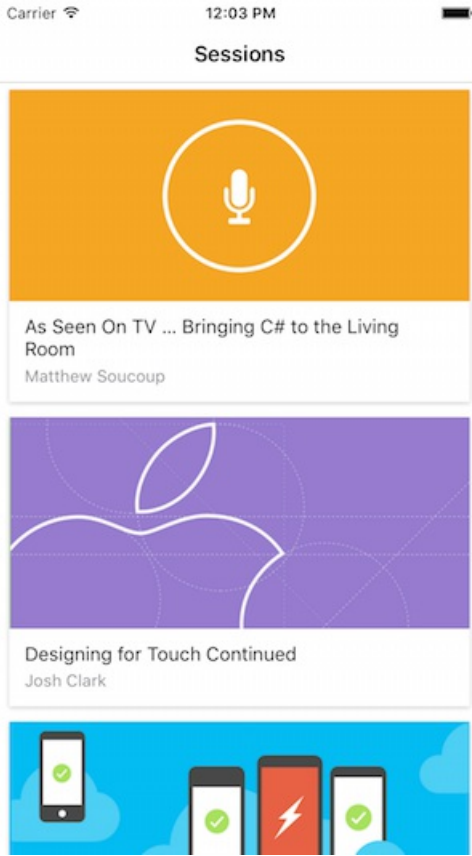 Carrier 12:03 PM
Sessions
As Seen On TV ... Bringing C# to the Living
Room
Matthew Soucoup
Designing for Touch Continued
Josh Clark